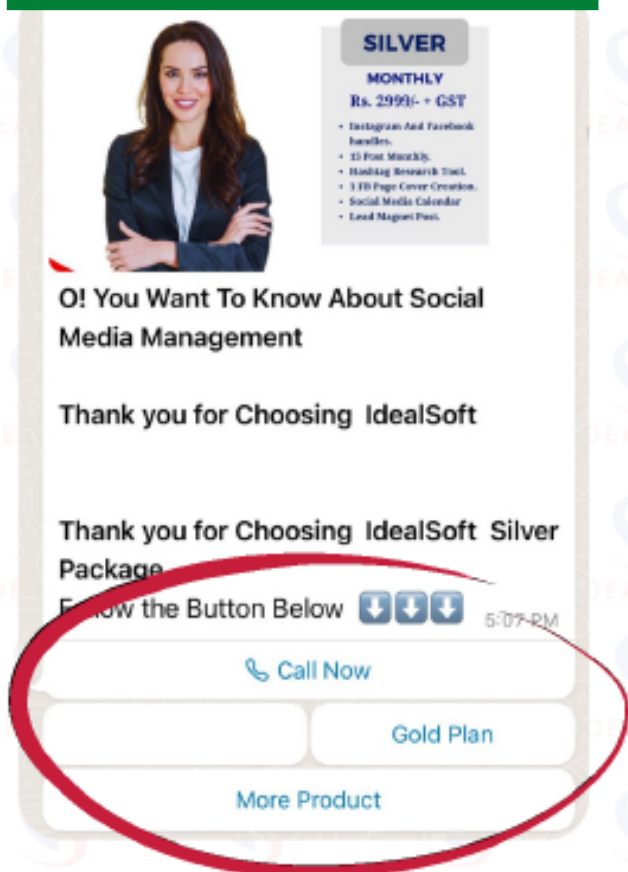 SILVER
MONTHLY
Rs. 2999/- + GST
• Instagram And Facebook
handles.
• 15 Post Monthly.
• Hashtag Research Tool.
• 1 FB Page Cover Creation.
• Social Media Calendar
• Lead Magnet Post.
O! You Want To Know About Social
Media Management
Thank you for Choosing IdealSoft
Thank you for Choosing IdealSoft Silver
Package
Follow the Button Below ⬇️⬇️⬇️
5:07 PM
Call Now
Gold Plan
More Product